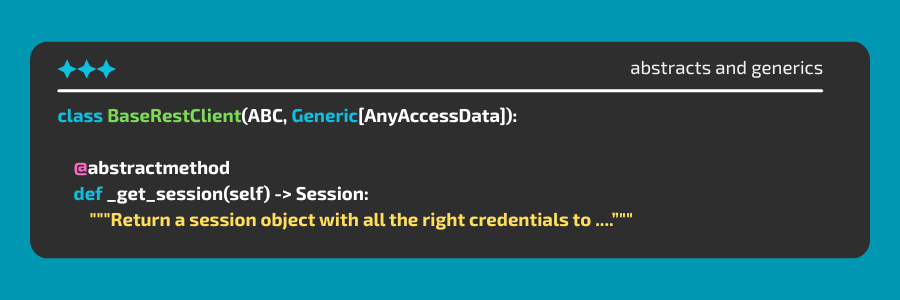 abstracts and generics
class BaseRestClient(ABC, Generic[AnyAccessData]):
@abstractmethod
def _get_session(self) -> Session:
"""Return a session object with all the right credentials to ....”""